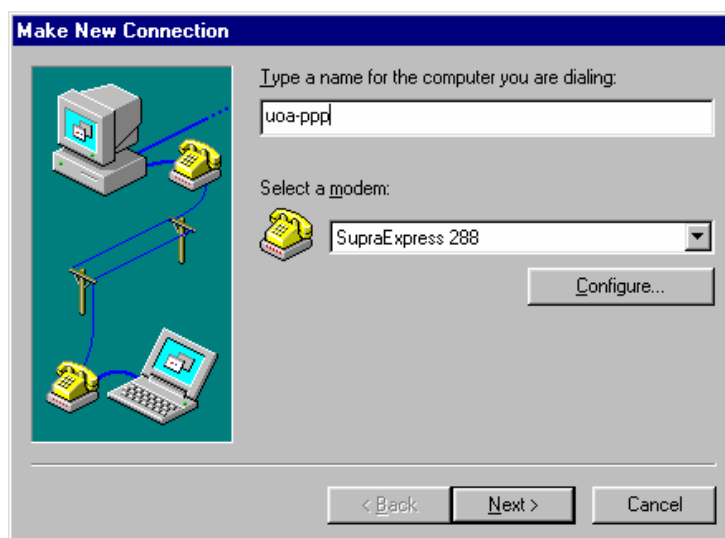 Make New Connection
Type a name for the computer you are dialing:
uoa-ppp
Select a modem:
SupraExpress 288
Configure...
< Back
Next >
Cancel